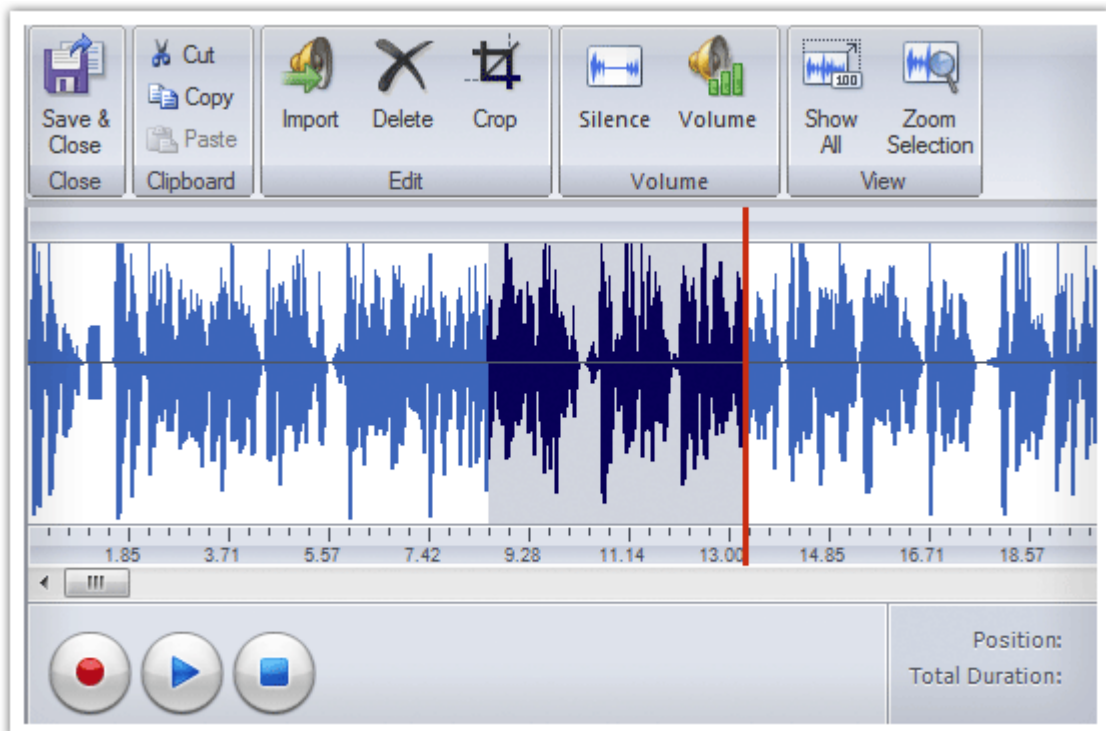 Save &
Close
Close
Cut
Copy
Paste
Clipboard
Import Delete Crop
Edit
Silence Volume
Volume
Show
All
100
Zoom
Selection
View
1.85 3.71 5.57 7.42 9.28 11.14 13.00 14.85 16.71 18.57
Position:
Total Duration: